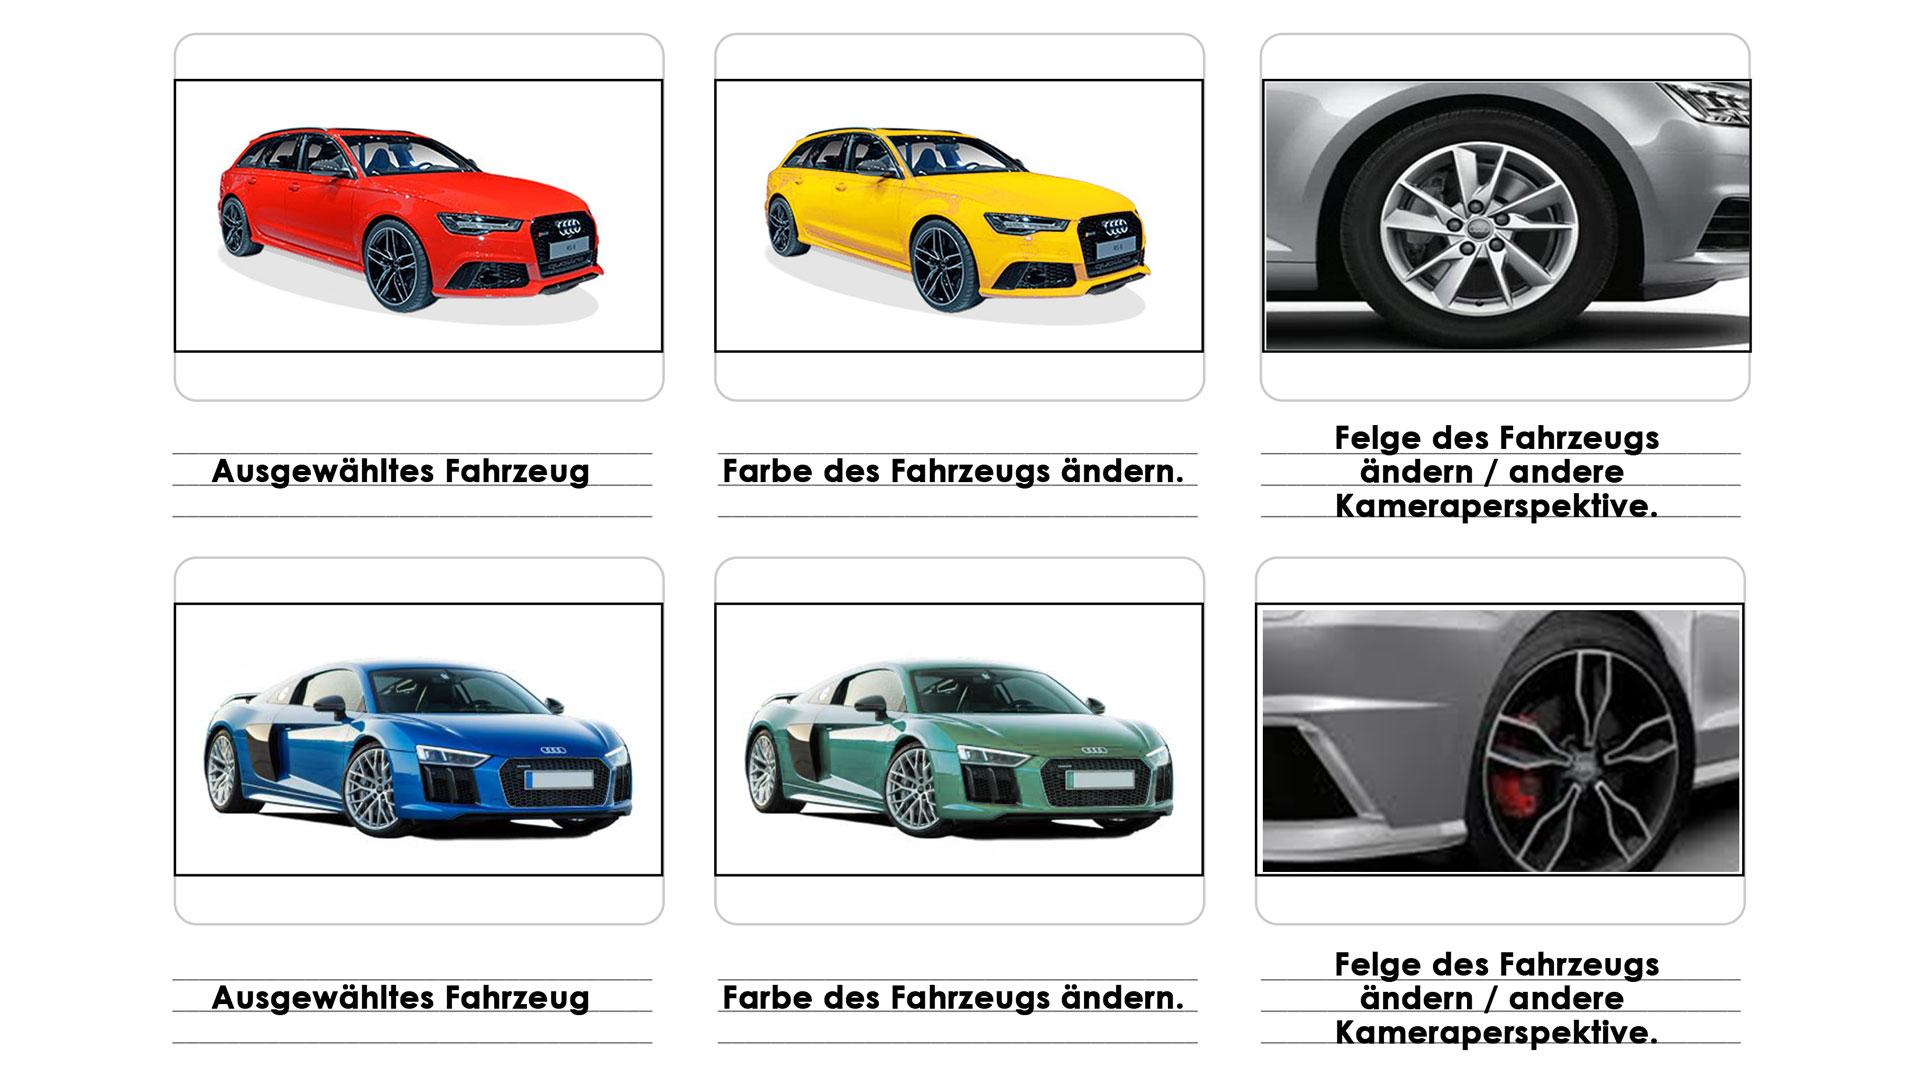 Ausgewähltes Fahrzeug
Farbe des Fahrzeugs ändern.
Felge des Fahrzeugs
ändern / andere
Kameraperspektive.
Ausgewähltes Fahrzeug
Farbe des Fahrzeugs ändern.
Felge des Fahrzeugs
ändern / andere
Kameraperspektive.